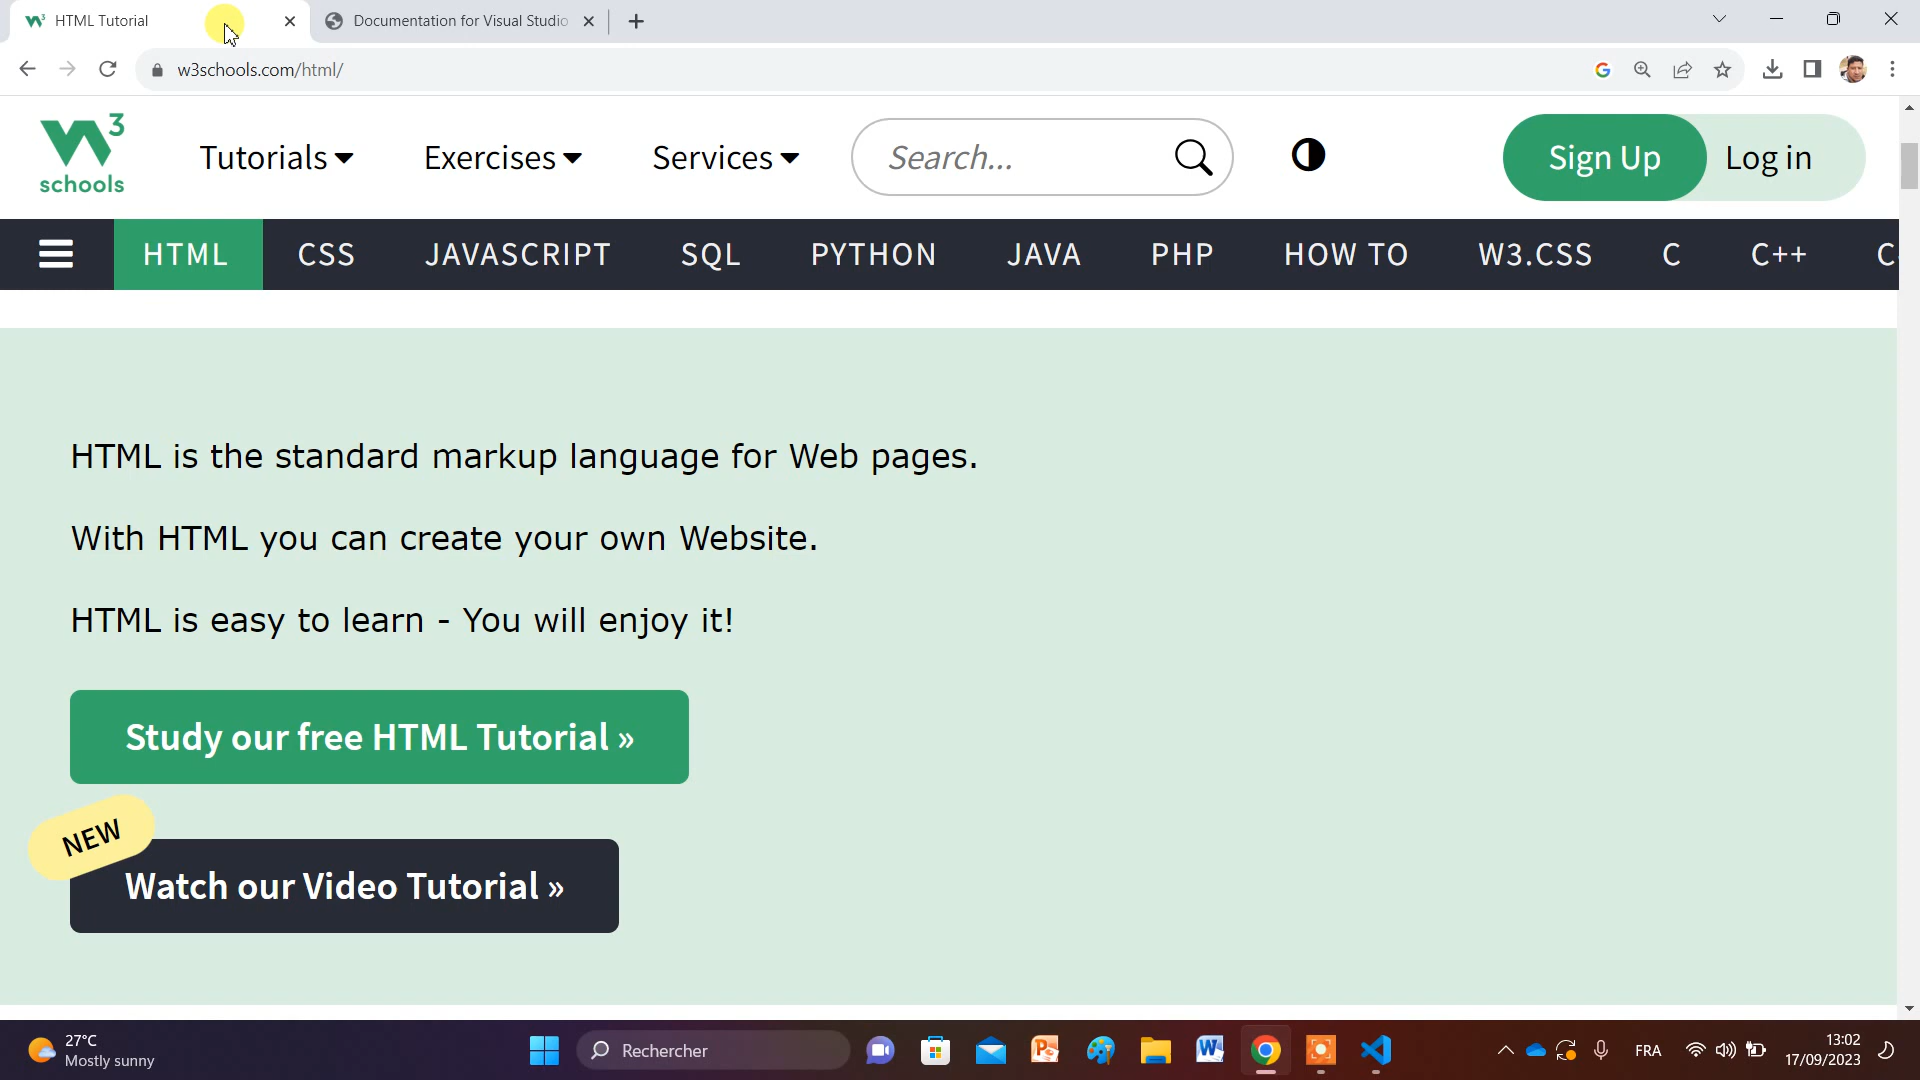 HTML Tutorial
Documentation for Visual Studio
w3schools.com/html/
3
schools
Tutorials
Exercises
Services
Search...
Sign Up
Log in
HTML
CSS
JAVASCRIPT
SQL
PYTHON
JAVA
PHP
HOW TO
W3.CSS
C
C++
HTML is the standard markup language for Web pages.
With HTML you can create your own Website.
HTML is easy to learn - You will enjoy it!
Study our free HTML Tutorial »
NEW
Watch our Video Tutorial »
27°C
Mostly sunny
Rechercher
FRA
13:02
17/09/2023